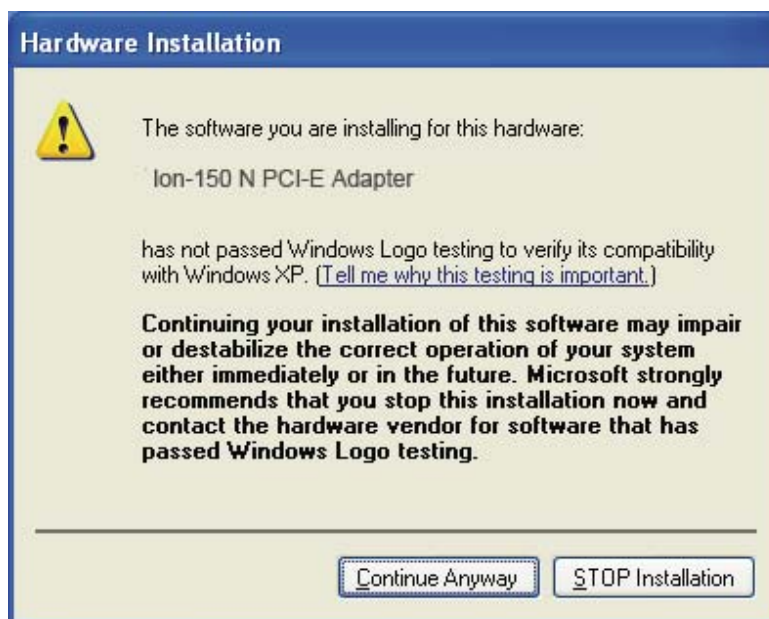 Hardware Installation
The software you are installing for this hardware:
Ion-150 N PCI-E Adapter
has not passed Windows Logo testing to verify its compatibility
with Windows XP. (Tell me why this testing is important.)
Continuing your installation of this software may impair
or destabilize the correct operation of your system
either immediately or in the future. Microsoft strongly
recommends that you stop this installation now and
contact the hardware vendor for software that has
passed Windows Logo testing.
Continue Anyway
STOP Installation